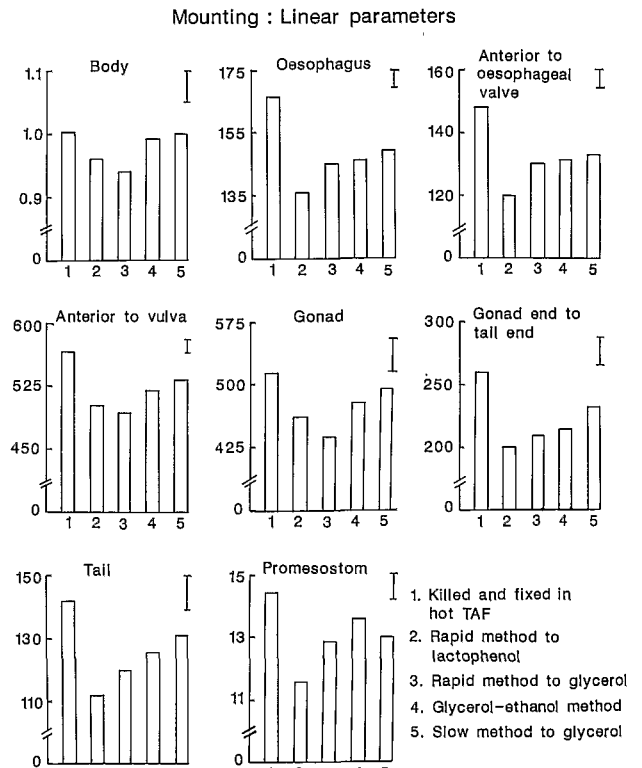 Mounting : Linear parameters
Body
1.1
1.0
0.9
0
1 2 3 4 5
Oesophagus
175
155
135
0
1 2 3 4 5
Anterior to
oesophageal
valve
160
140
120
0
1 2 3 4 5
Anterior to vulva
600
525
450
0
1 2 3 4 5
Gonad
575
500
425
0
1 2 3 4 5
Gonad end to
tail end
300
250
200
0
1 2 3 4 5
Tail
150
130
110
0
Promesostom
15
13
11
0
1. Killed and fixed in
hot TAF
2. Rapid method to
lactophenol
3. Rapid method to glycerol
4. Glycerol-ethanol method
5. Slow method to glycerol